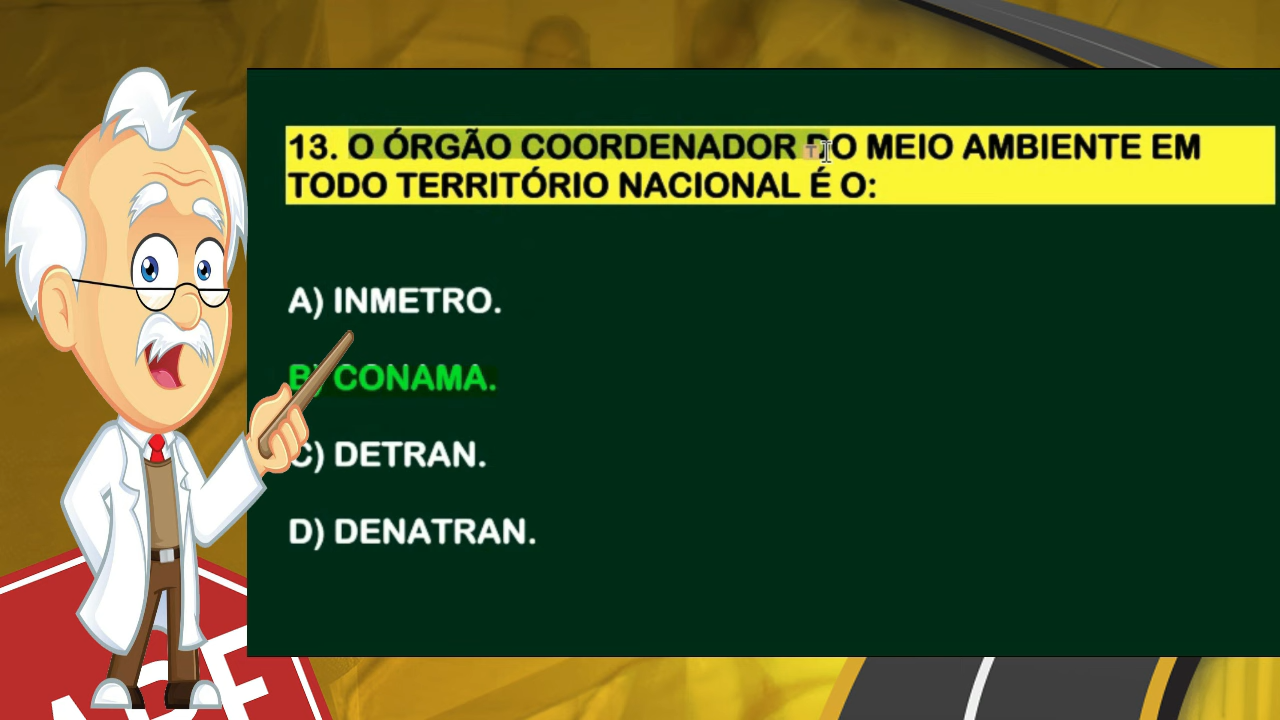 13. O ÓRGÃO COORDENADOR DO MEIO AMBIENTE EM
TODO TERRITÓRIO NACIONAL É O:
A) INMETRO.
B) CONAMA.
C) DETRAN.
D) DENATRAN.